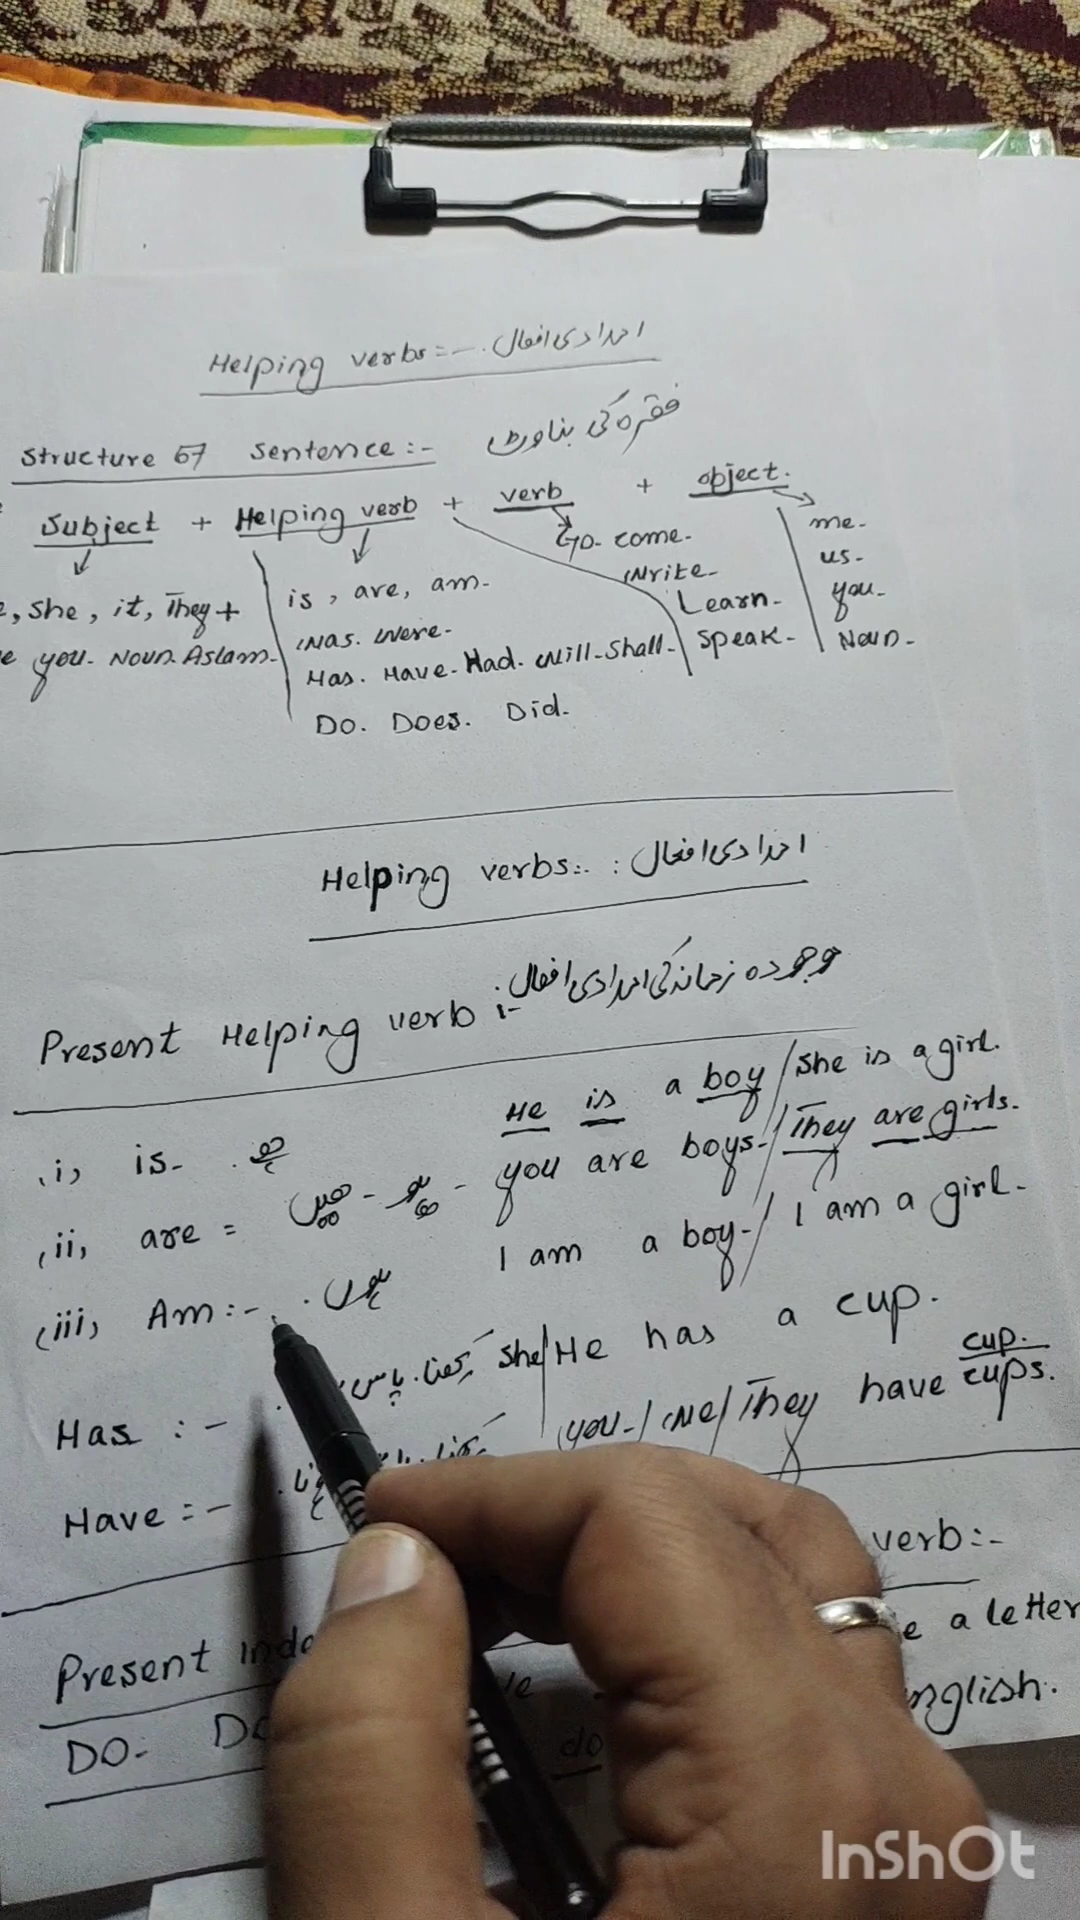 Helping verbs:- امدادی افعال
Structure of Sentence:- فقرہ کی بناوٹ
Subject + Helping verb + verb + object.
she, it, They +
you. Noun. Aslam.
is, are, am.
was. were.
Has. Have. Had. will. shall.
Do. Does. Did.
Go. come.
write.
Learn.
speak.
me.
us.
you.
Noun.
Helping verbs:. : امدادی افعال
Present Helping verb :- موجودہ زمانہ کی امدادی افعال
(i) is- ہے. He is a boy / she is a girl.
(ii) are = ہیں - ہو - you are boys- / They are girls.
(iii) Am:- ہوں. I am a boy- / I am a girl-
Has :- رکھنا. پاس she/He has a cup.
Have :- you- / we / They have cup. cups.
Present verb:-
a letter
DO- do English.
InShOt